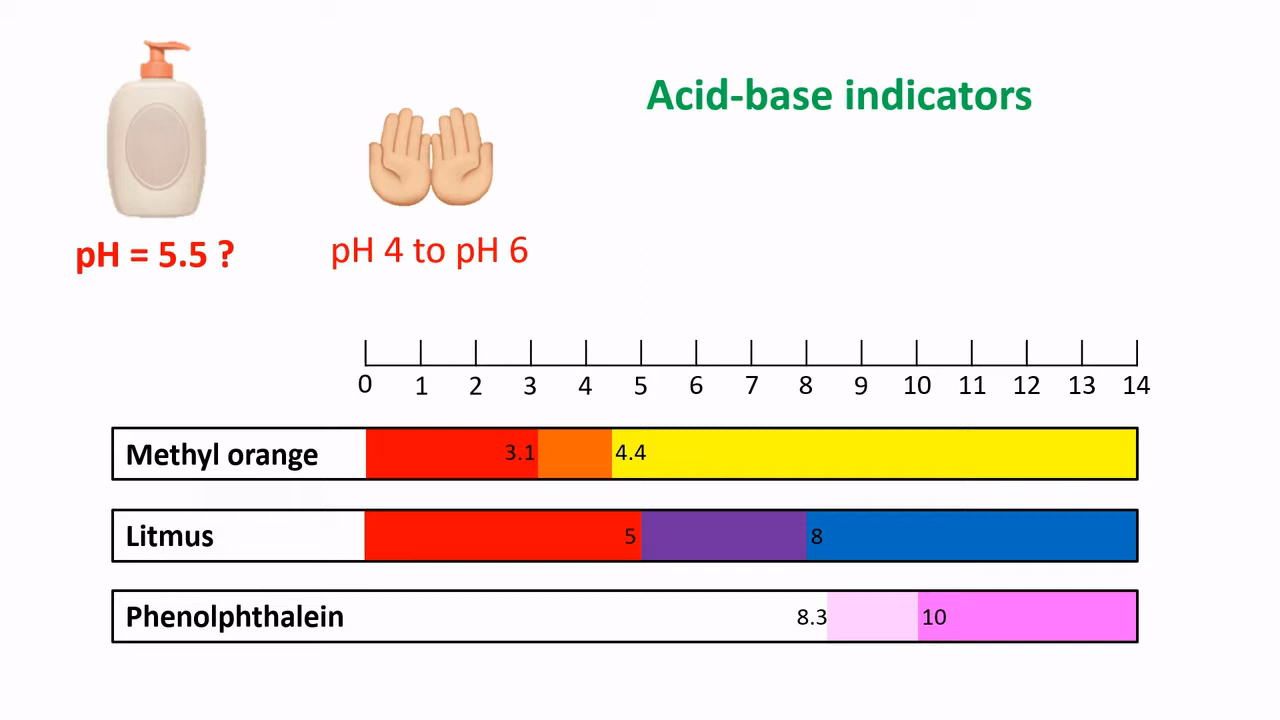 Acid-base indicators
pH = 5.5 ?
pH 4 to pH 6
0 1 2 3 4 5 6 7 8 9 10 11 12 13 14
Methyl orange 3.1 4.4
Litmus 5 8
Phenolphthalein 8.3 10